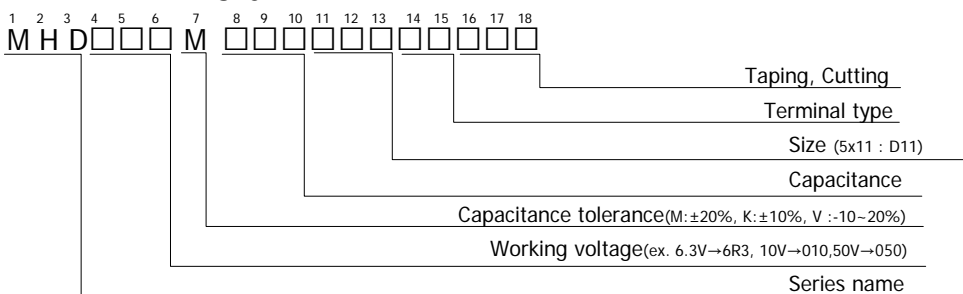 1 2 3 4 5 6 7 8 9 10 11 12 13 14 15 16 17 18
M H D□□□ M □□□□□□□□□□□
Taping, Cutting
Terminal type
Size (5x11 : D11)
Capacitance
Capacitance tolerance(M:±20%, K:±10%, V :-10~20%)
Working voltage(ex. 6.3V→6R3, 10V→010,50V→050)
Series name